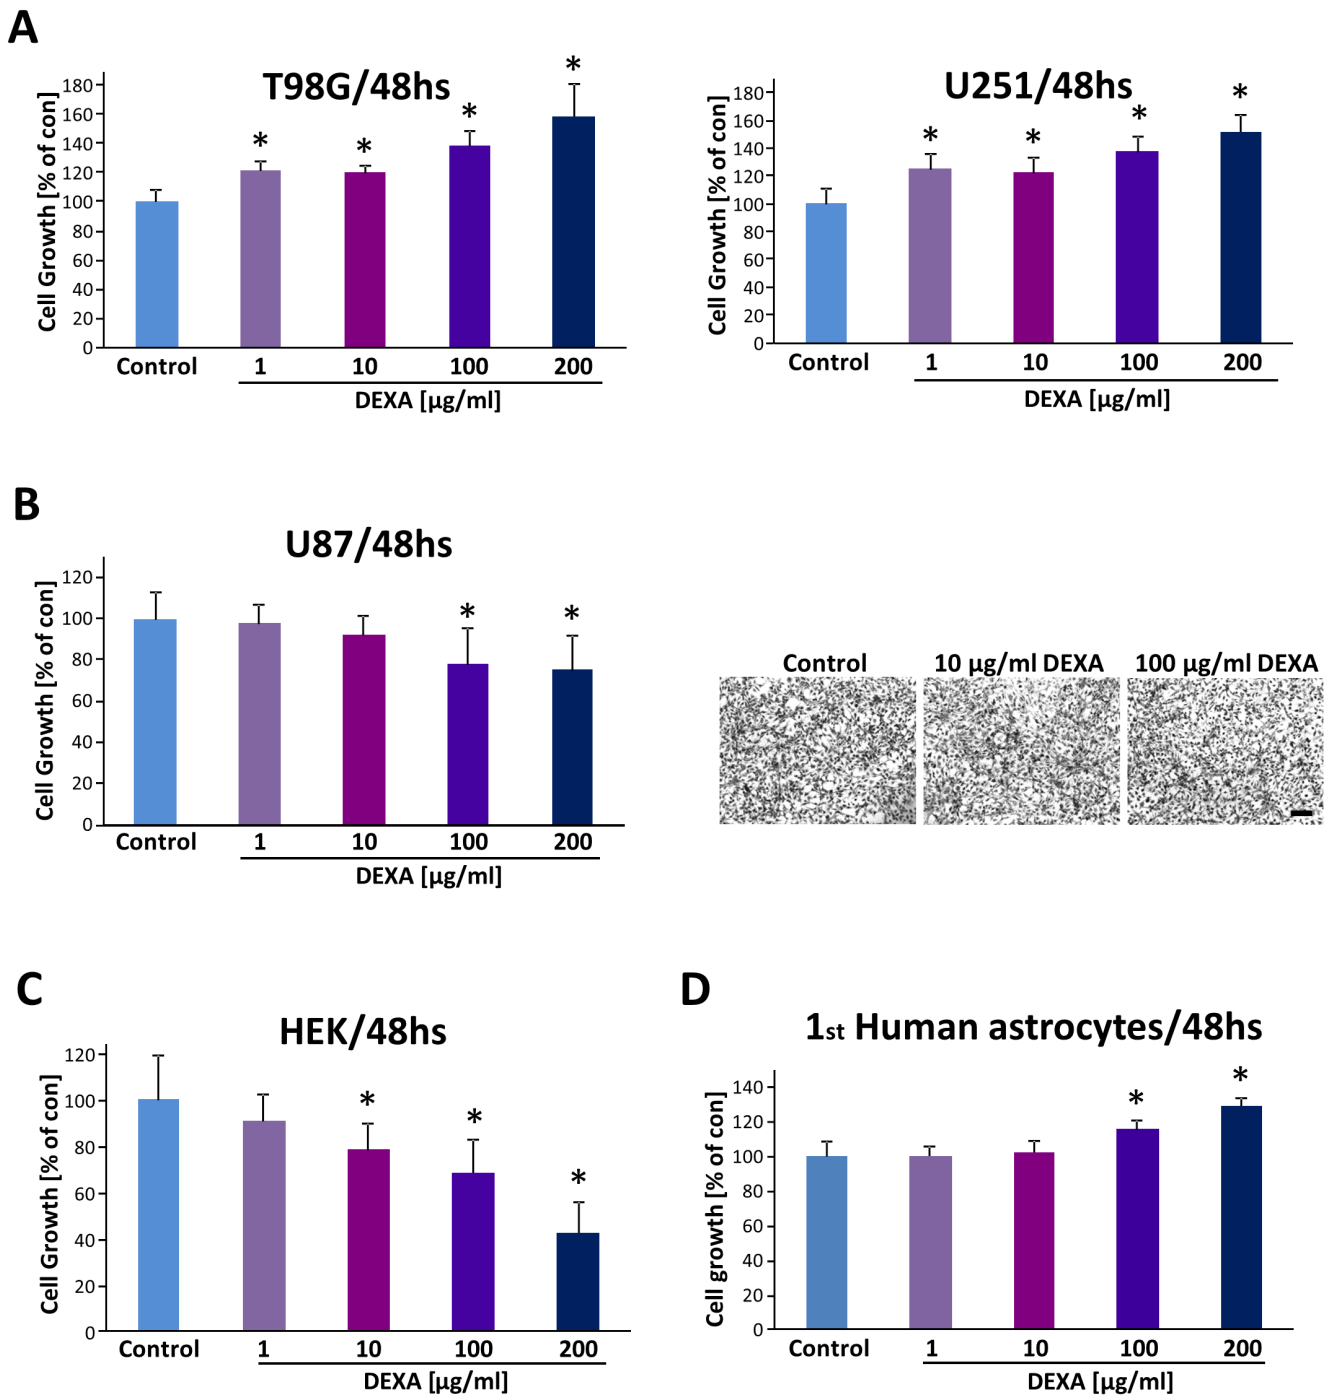 A
T98G/48hs
Cell Growth [% of con]
180
160
140
120
100
80
60
40
20
0
* * * *
Control 1 10 100 200
DEXA [µg/ml]
U251/48hs
Cell Growth [% of con]
180
160
140
120
100
80
60
40
20
0
* * * *
Control 1 10 100 200
DEXA [µg/ml]
B
U87/48hs
Cell Growth [% of con]
120
100
80
60
40
20
0
* *
Control 1 10 100 200
DEXA [µg/ml]
Control 10 µg/ml DEXA 100 µg/ml DEXA
C
HEK/48hs
Cell Growth [% of con]
120
100
80
60
40
20
0
* * *
Control 1 10 100 200
DEXA [µg/ml]
D
1st Human astrocytes/48hs
Cell growth [% of con]
140
120
100
80
60
40
20
0
* *
Control 1 10 100 200
DEXA [µg/ml]